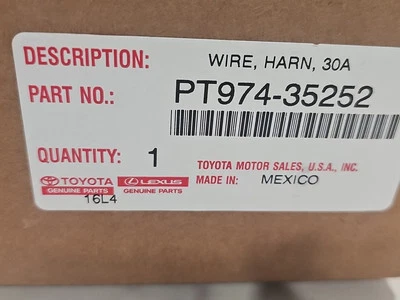 DESCRIPTION: WIRE, HARN, 30A
PART NO.: PT974-35252
QUANTITY: 1 TOYOTA MOTOR SALES, U.S.A., INC.
TOYOTA LEXUS MADE IN: MEXICO
GENUINE PARTS GENUINE PARTS
16L4